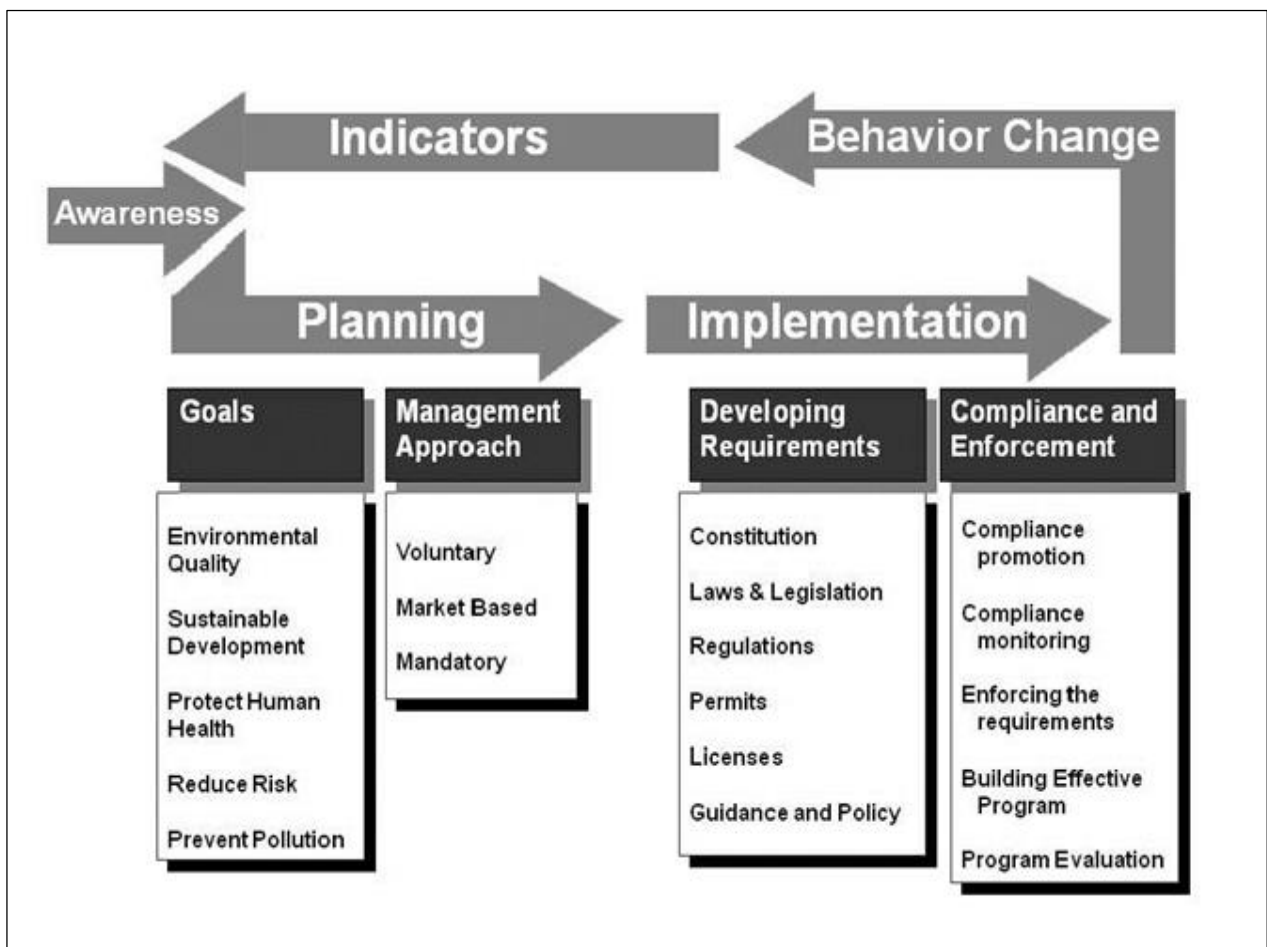 Indicators
Behavior Change
Awareness
Planning
Implementation
Goals
Environmental
Quality
Sustainable
Development
Protect Human
Health
Reduce Risk
Prevent Pollution
Management
Approach
Voluntary
Market Based
Mandatory
Developing
Requirements
Constitution
Laws & Legislation
Regulations
Permits
Licenses
Guidance and Policy
Compliance and
Enforcement
Compliance
promotion
Compliance
monitoring
Enforcing the
requirements
Building Effective
Program
Program Evaluation